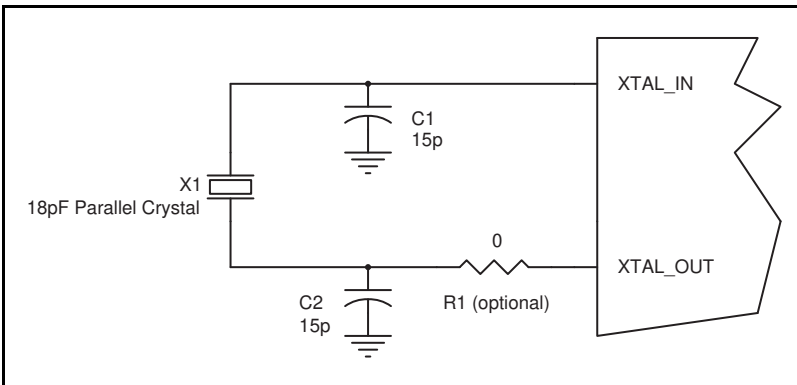 XTAL_IN
C1
15p
X1
18pF Parallel Crystal
0
XTAL_OUT
C2
15p
R1 (optional)